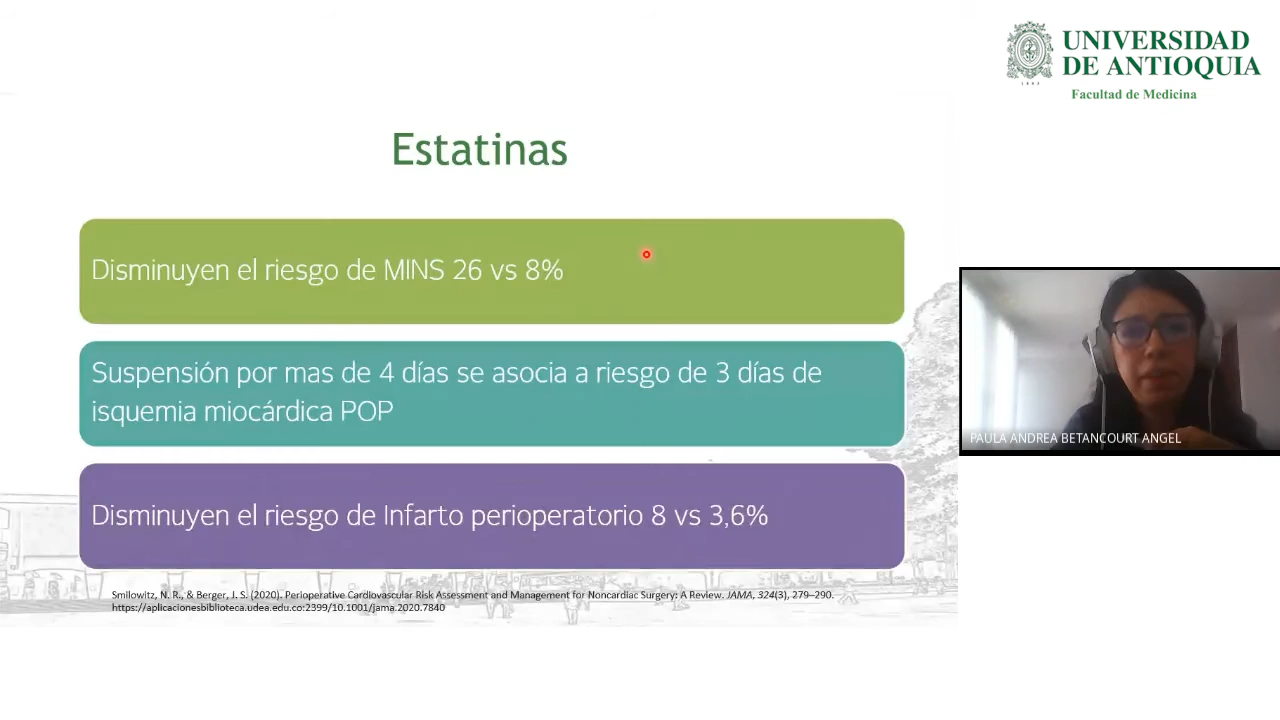 UNIVERSIDAD
DE ANTIOQUIA
1803
Facultad de Medicina
Estatinas
Disminuyen el riesgo de MINS 26 vs 8%
Suspensión por mas de 4 días se asocia a riesgo de 3 días de
isquemia miocárdica POP
Disminuyen el riesgo de Infarto perioperatorio 8 vs 3,6%
Smilowitz, N. R., & Berger, J. S. (2020). Perioperative Cardiovascular Risk Assessment and Management for Noncardiac Surgery: A Review. JAMA, 324(3), 279–290.
https://aplicacionesbiblioteca.udea.edu.co:2399/10.1001/jama.2020.7840
PAULA ANDREA BETANCOURT ANGEL